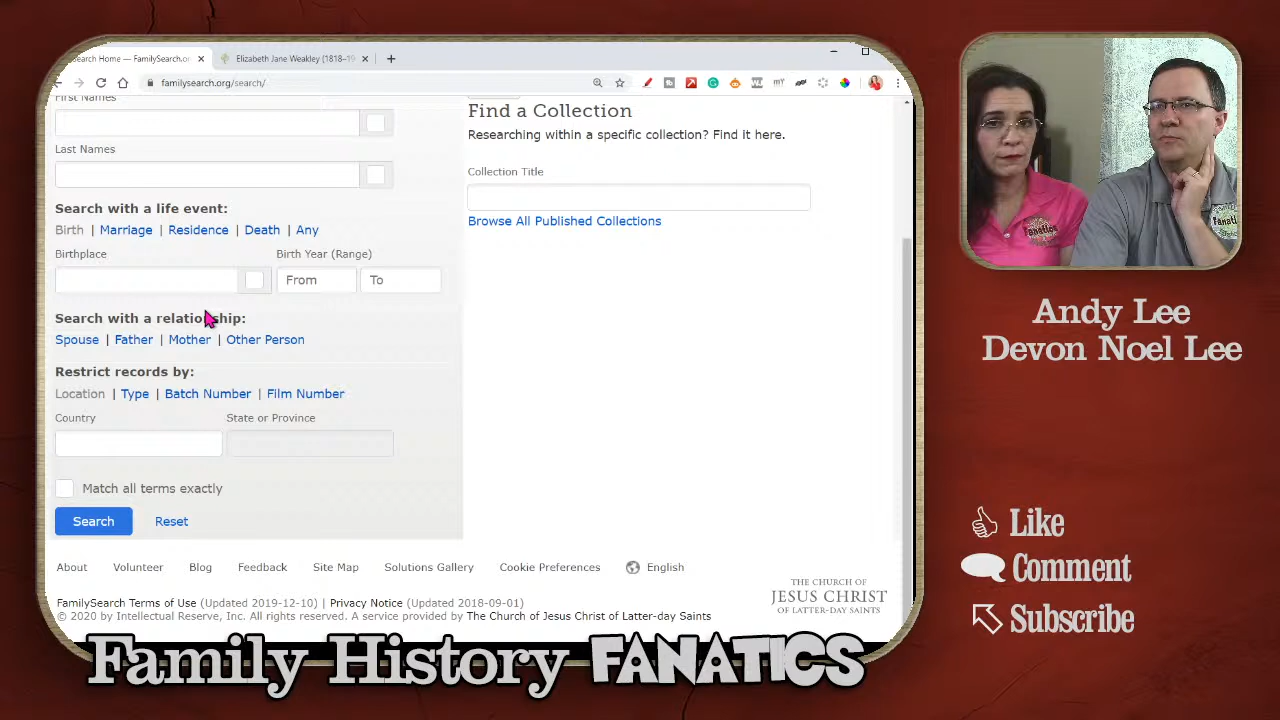 Search Home — FamilySearch.or
Elizabeth Jane Weakley (1818–19
familysearch.org/search/
First Names
Last Names
Search with a life event:
Birth | Marriage | Residence | Death | Any
Birthplace Birth Year (Range)
From To
Search with a relationship:
Spouse | Father | Mother | Other Person
Restrict records by:
Location | Type | Batch Number | Film Number
Country State or Province
Match all terms exactly
Search Reset
Find a Collection
Researching within a specific collection? Find it here.
Collection Title
Browse All Published Collections
About Volunteer Blog Feedback Site Map Solutions Gallery Cookie Preferences English
FamilySearch Terms of Use (Updated 2019-12-10) | Privacy Notice (Updated 2018-09-01)
© 2020 by Intellectual Reserve, Inc. All rights reserved. A service provided by The Church of Jesus Christ of Latter-day Saints
THE CHURCH OF
JESUS CHRIST
OF LATTER-DAY SAINTS
Fanatics
Fanati
Andy Lee
Devon Noel Lee
Like
Comment
Subscribe
Family History FANATICS